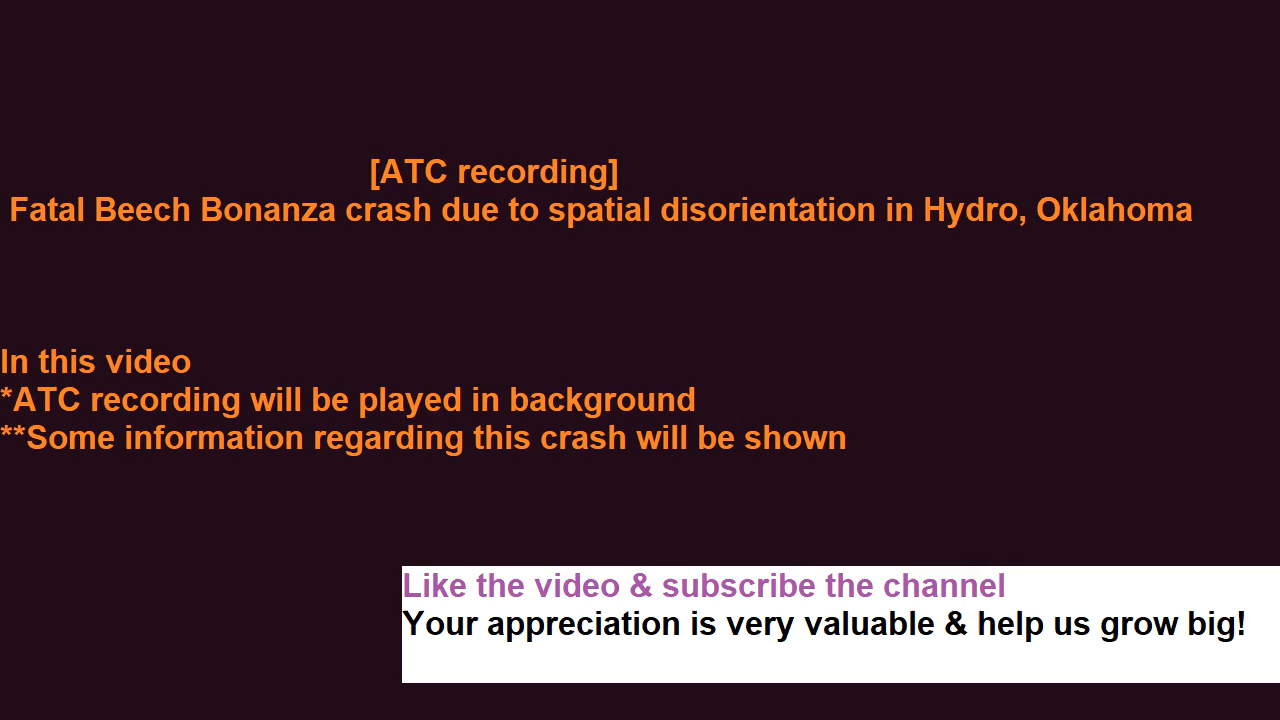 [ATC recording]
Fatal Beech Bonanza crash due to spatial disorientation in Hydro, Oklahoma
In this video
*ATC recording will be played in background
**Some information regarding this crash will be shown
Like the video & subscribe the channel
Your appreciation is very valuable & help us grow big!